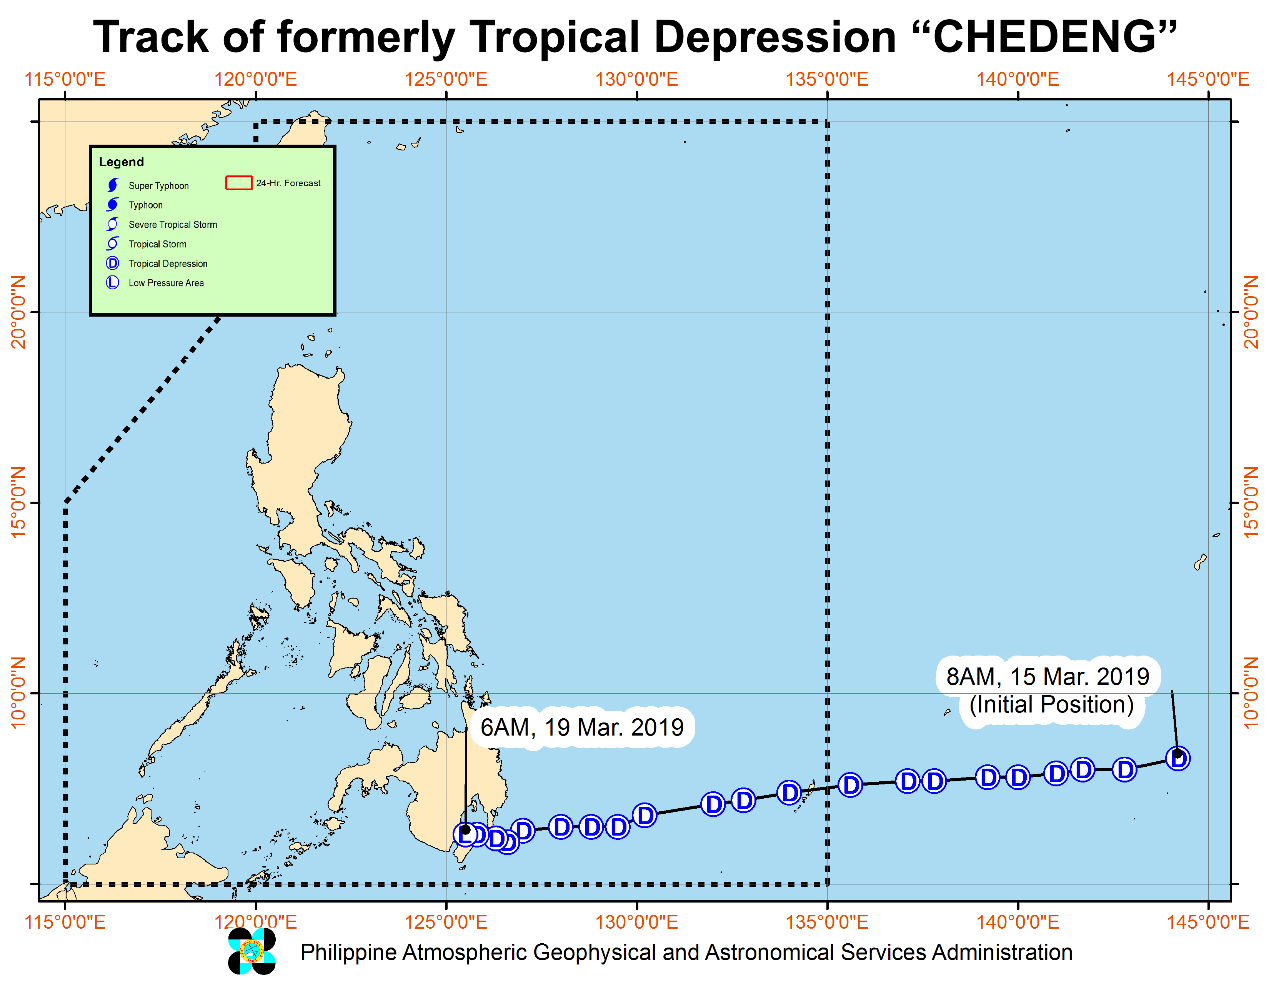 Track of formerly Tropical Depression “CHEDENG”
115°0'0"E 120°0'0"E 125°0'0"E 130°0'0"E 135°0'0"E 140°0'0"E 145°0'0"E
Legend
Super Typhoon
24-Hr. Forecast
Typhoon
Severe Tropical Storm
Tropical Storm
D Tropical Depression
L Low Pressure Area
20°0'0"N 20°0'0"N
15°0'0"N 15°0'0"N
10°0'0"N 10°0'0"N
8AM, 15 Mar. 2019
(Initial Position)
6AM, 19 Mar. 2019
L D D D D D D D D D D D D D D D D D D D D D
115°0'0"E 120°0'0"E 125°0'0"E 130°0'0"E 135°0'0"E 140°0'0"E 145°0'0"E
Philippine Atmospheric Geophysical and Astronomical Services Administration